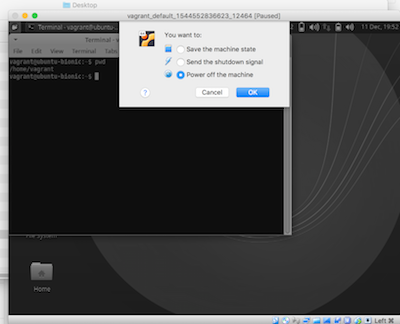 Desktop
vagrant_default_1544552836623_12464 [Paused]
Terminal - vagrant@ubuntu-
11 Dec, 19:52
Terminal - va
File Edit View Terminal Tabs
vagrant@ubuntu-bionic:~$ pwd
/home/vagrant
vagrant@ubuntu-bionic:~$
You want to:
Save the machine state
Send the shutdown signal
Power off the machine
?
Cancel
OK
File System
Home
Left ⌘